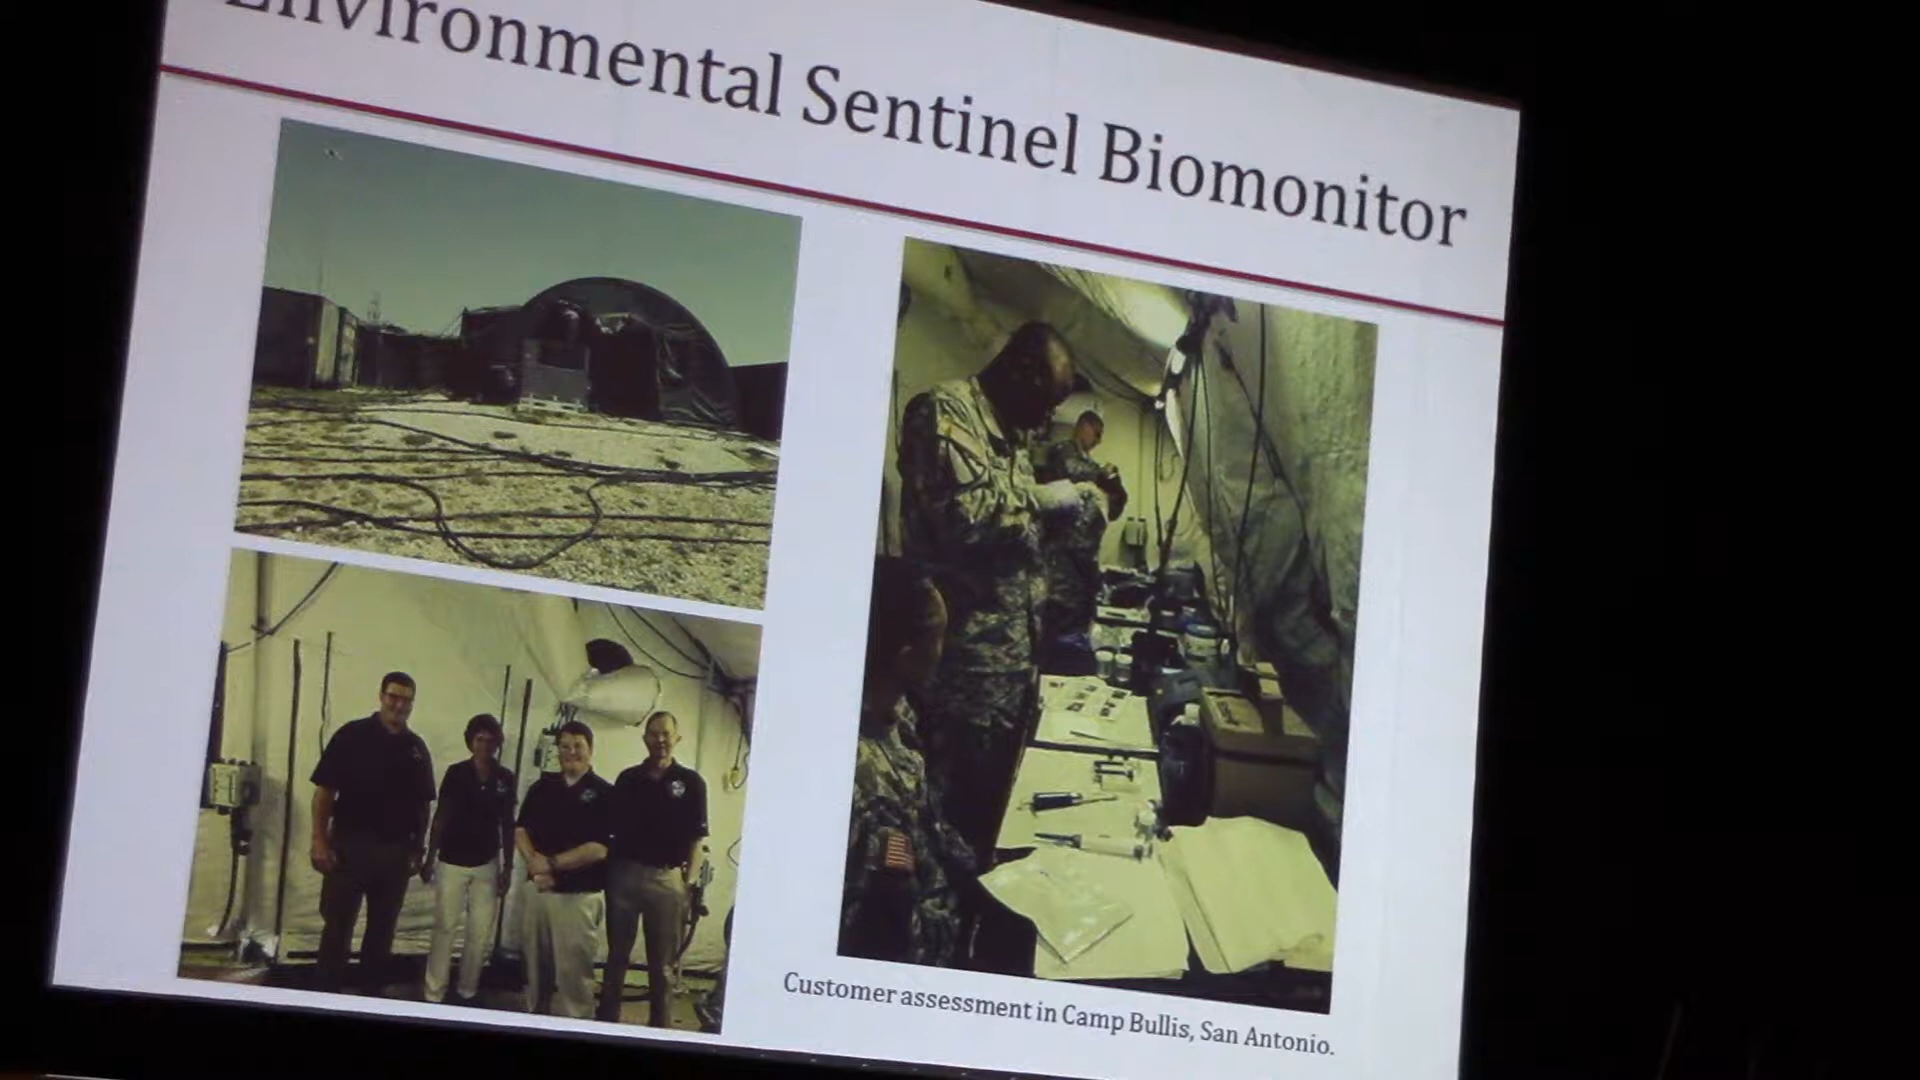 Environmental Sentinel Biomonitor
Customer assessment in Camp Bullis, San Antonio.